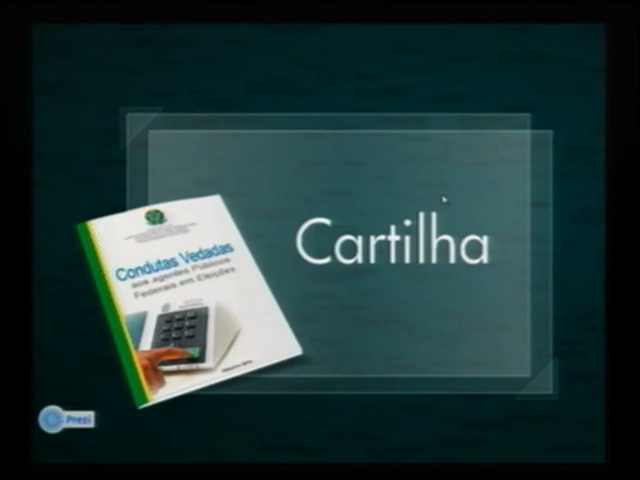 Cartilha
Condutas Vedadas
aos agentes Públicos
Federais em Eleições
Prezi